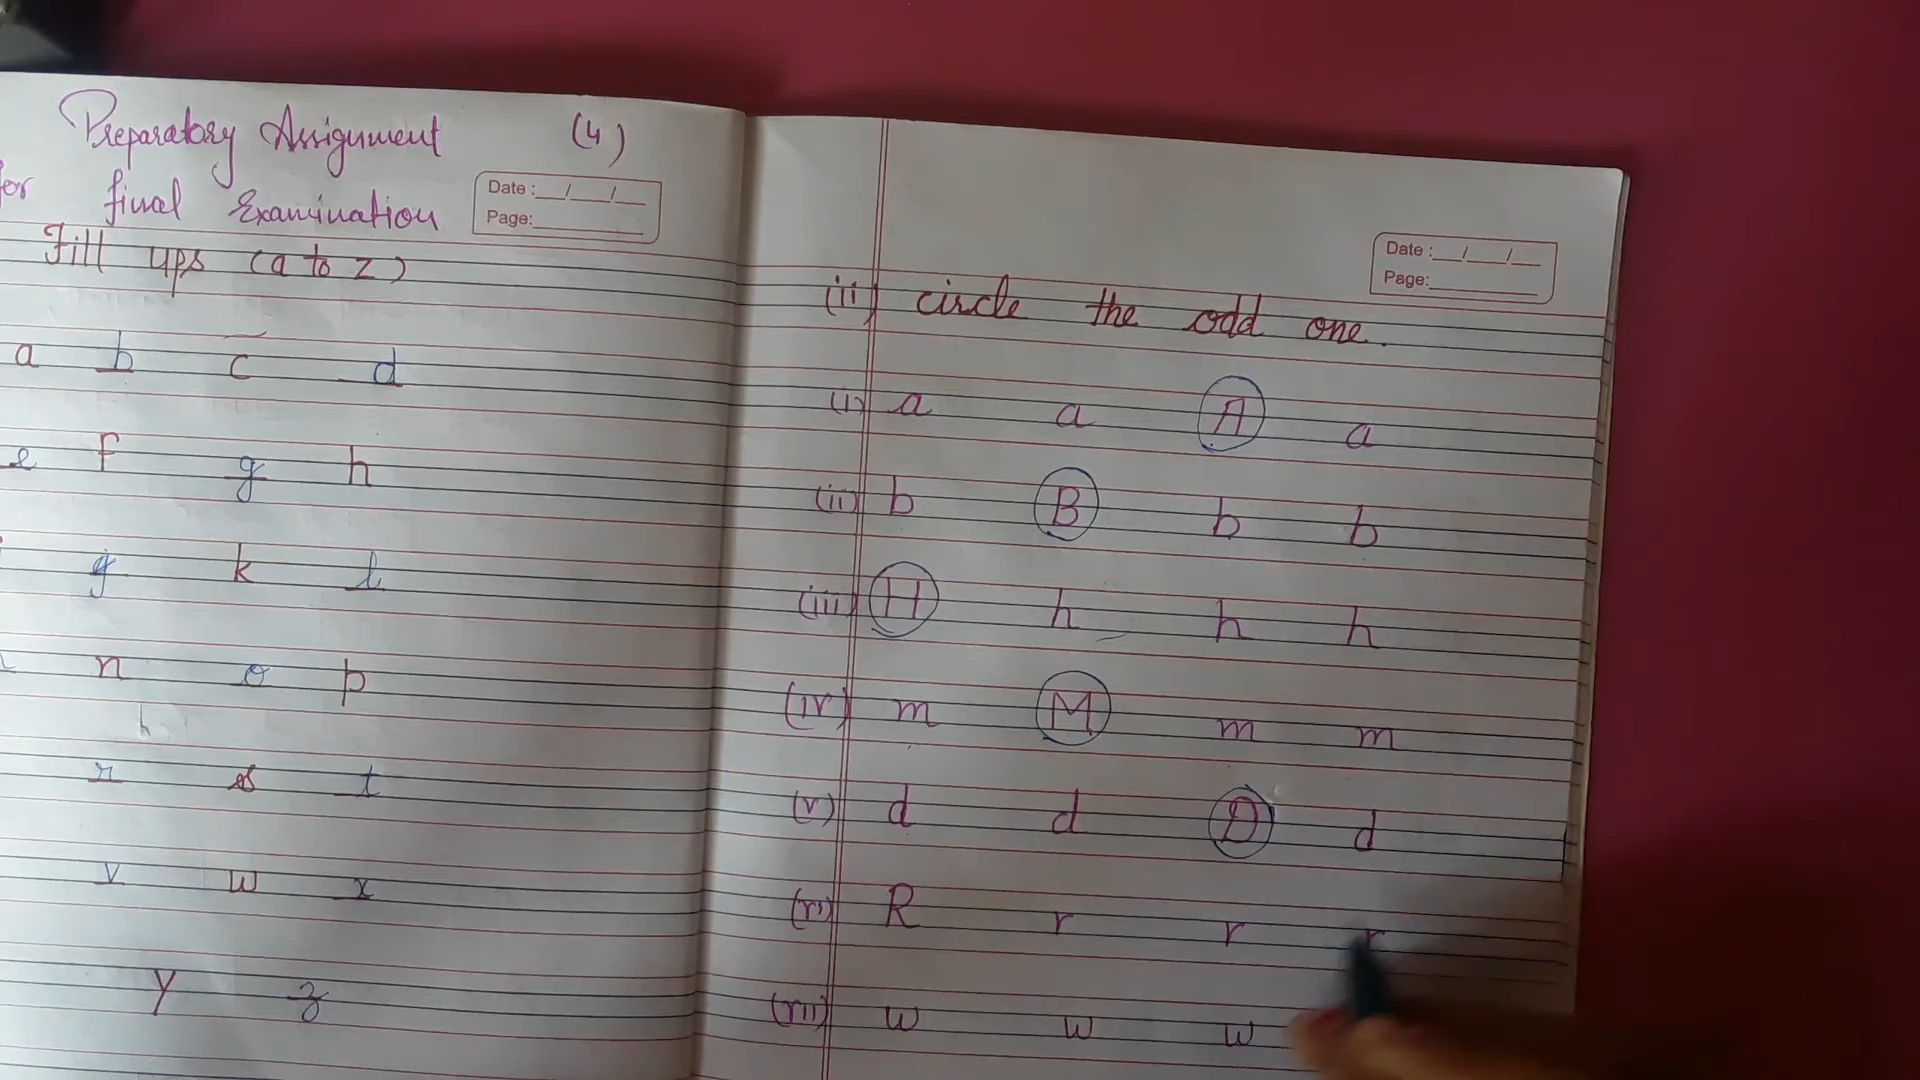 Preparatory Assignment (4)
for final Examination
Date :__/__/__
Page:
Fill ups (a to z)
a b c d
e f g h
j k l
n o p
r s t
v w x
y z
Date :__/__/__
Page:
(ii) circle the odd one.
(i) a a A a
(ii) b B b b
(iii) H h h h
(iv) m M m m
(v) d d D d
(vi) R r r r
(vii) w w w